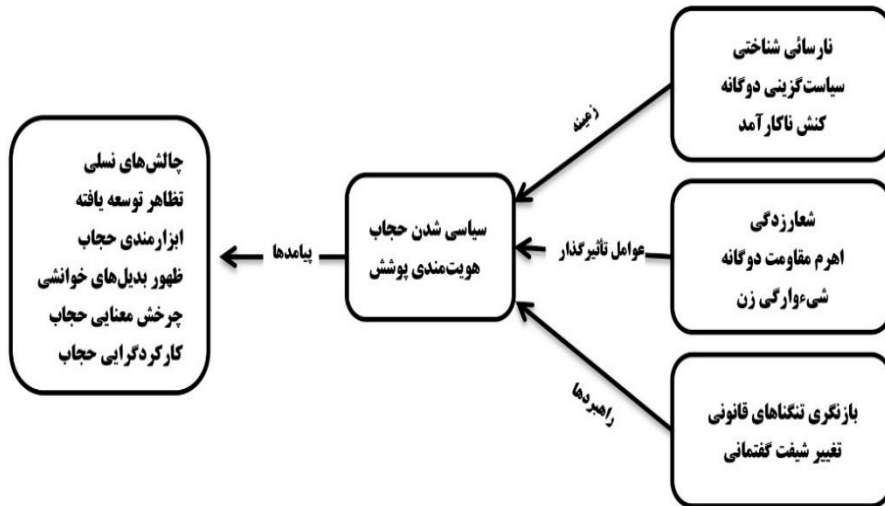 نارسائی شناختی
سیاست‌گزینی دوگانه
کنش ناکارآمد
زمینه
شعارزدگی
اهرم مقاومت دوگانه
شیءوارگی زن
عوامل تأثیرگذار
بازنگری تنگناهای قانونی
تغییر شیفت گفتمانی
راهبردها
سیاسی شدن حجاب
هویت‌مندی پوشش
پیامدها
چالش‌های نسلی
تظاهر توسعه یافته
ابزارمندی حجاب
ظهور بدیل‌های خوانشی
چرخش معنایی حجاب
کارکردگرایی حجاب